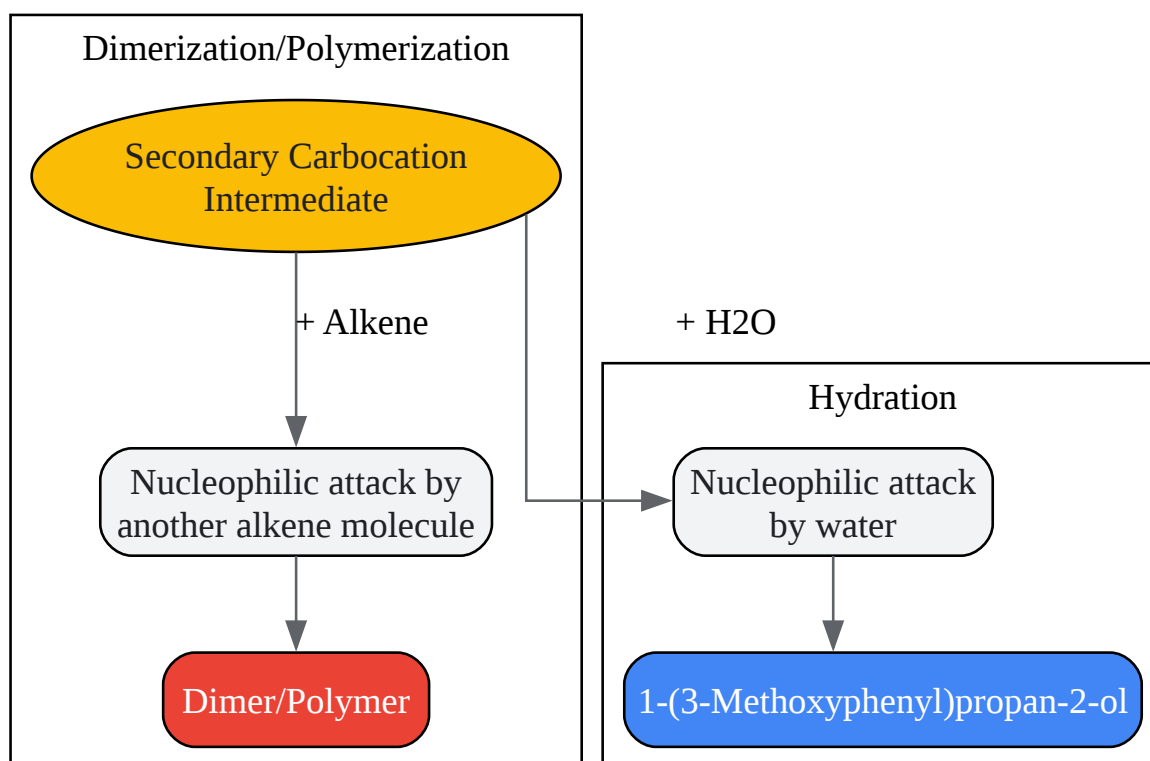 Dimerization/Polymerization
Secondary Carbocation
Intermediate
+ Alkene
+ H2O
Hydration
Nucleophilic attack by
another alkene molecule
Nucleophilic attack
by water
Dimer/Polymer
1-(3-Methoxyphenyl)propan-2-ol